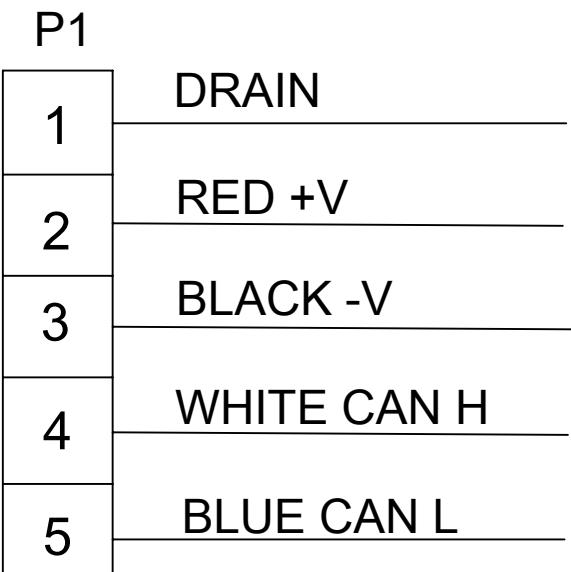 P1
1 DRAIN
2 RED +V
3 BLACK -V
4 WHITE CAN H
5 BLUE CAN L